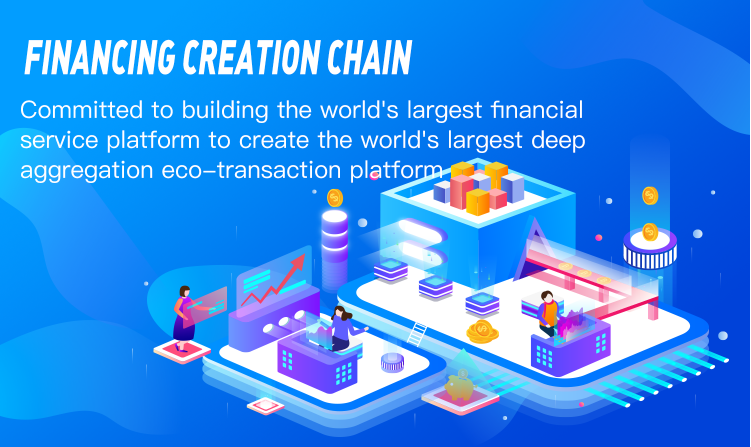 FINANCING CREATION CHAIN
Committed to building the world's largest financial
service platform to create the world's largest deep
aggregation eco-transaction platform